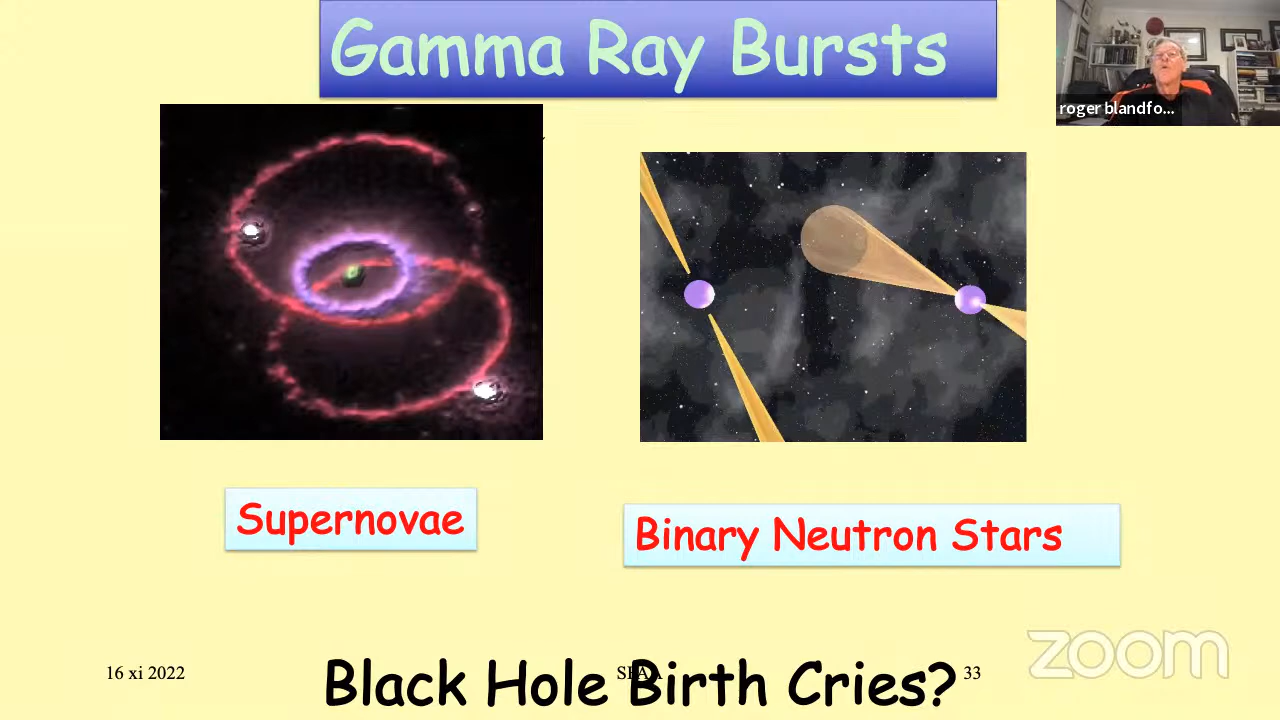 Gamma Ray Bursts
roger blandfo...
Supernovae
Binary Neutron Stars
16 xi 2022
33
Black Hole Birth Cries?
zoom